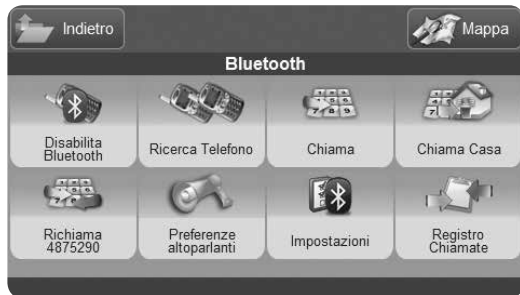 Indietro
Mappa
Bluetooth
Disabilita
Bluetooth
Ricerca Telefono
Chiama
Chiama Casa
Richiama
4875290
Preferenze
altoparlanti
Impostazioni
Registro
Chiamate